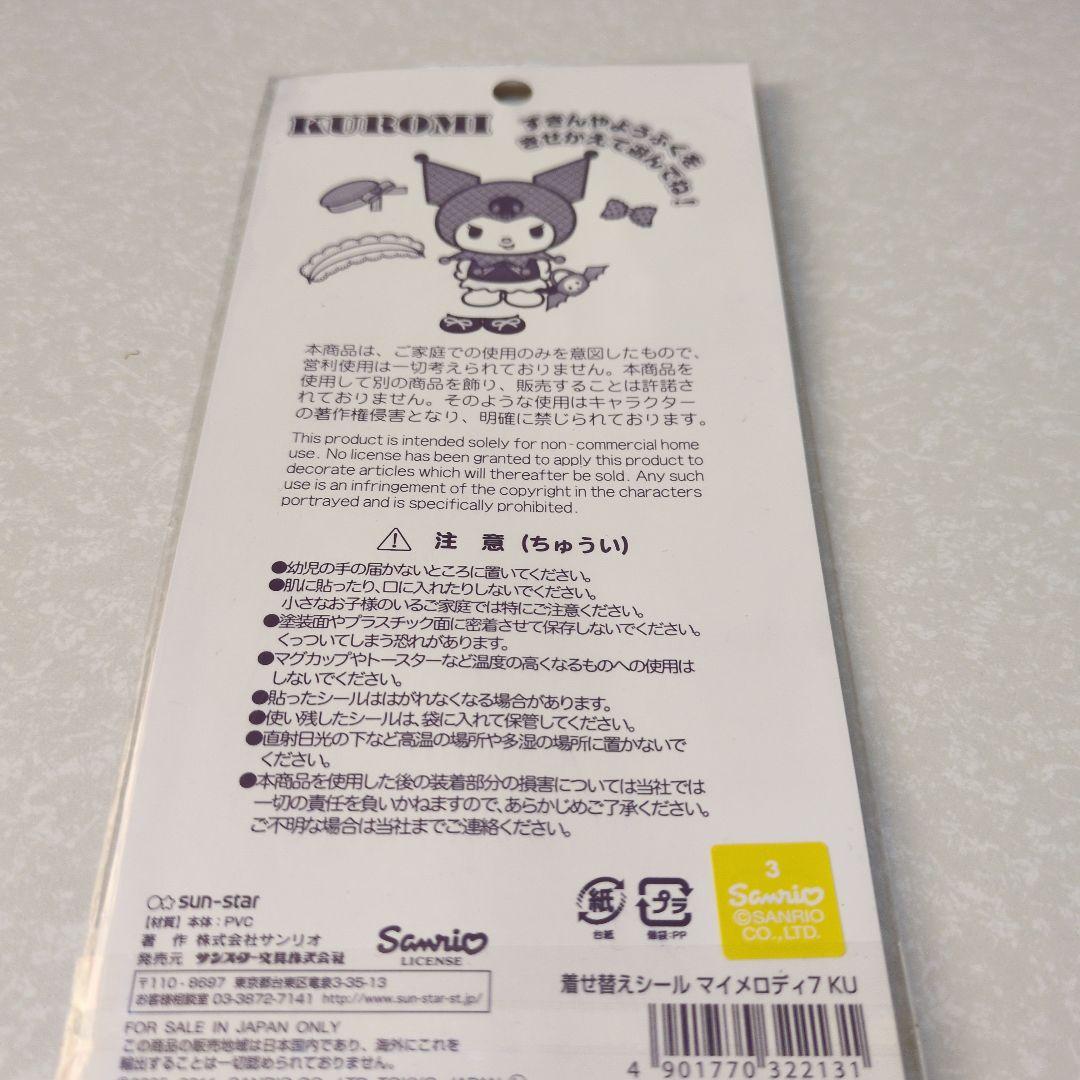 KUROMI
ずきんやようふくを
きせかえて遊んでね!
本商品は、ご家庭での使用のみを意図したもので、
営利使用は一切考えられておりません。本商品を
使用して別の商品を飾り、販売することは許諾さ
れておりません。そのような使用はキャラクター
の著作権侵害となり、明確に禁じられております。
This product is intended solely for non-commercial home
use. No license has been granted to apply this product to
decorate articles which will thereafter be sold. Any such
use is an infringement of the copyright in the characters
portrayed and is specifically prohibited.
注 意 (ちゅうい)
●幼児の手の届かないところに置いてください。
●肌に貼ったり、口に入れたりしないでください。
小さなお子様のいるご家庭では特にご注意ください。
●塗装面やプラスチック面に密着させて保存しないでください。
くっついてしまう恐れがあります。
●マグカップやトースターなど温度の高くなるものへの使用は
しないでください。
●貼ったシールははがれなくなる場合があります。
●使い残したシールは、袋に入れて保管してください。
●直射日光の下など高温の場所や多湿の場所に置かないで
ください。
●本商品を使用した後の装着部分の損害については当社では
一切の責任を負いかねますので、あらかじめご了承ください。
ご不明な場合は当社までご連絡ください。
sun-star
【材質】本体:PVC
著 作 株式会社サンリオ
発売元 サンスター文具株式会社
Sanrio
LICENSE
紙
台紙
プラ
個袋:PP
3
Sanrio
©SANRIO
CO.,LTD.
〒110-8697 東京都台東区竜泉3-35-13
お客様相談室 03-3872-7141 http://www.sun-star-st.jp/
FOR SALE IN JAPAN ONLY
この商品の販売地域は日本国内であり、海外にこれを
輸出することは一切認められておりません。
着せ替えシール マイメロディ7 KU
4 901770 322131
SANRIO CO., LTD. TOKYO, JAPAN